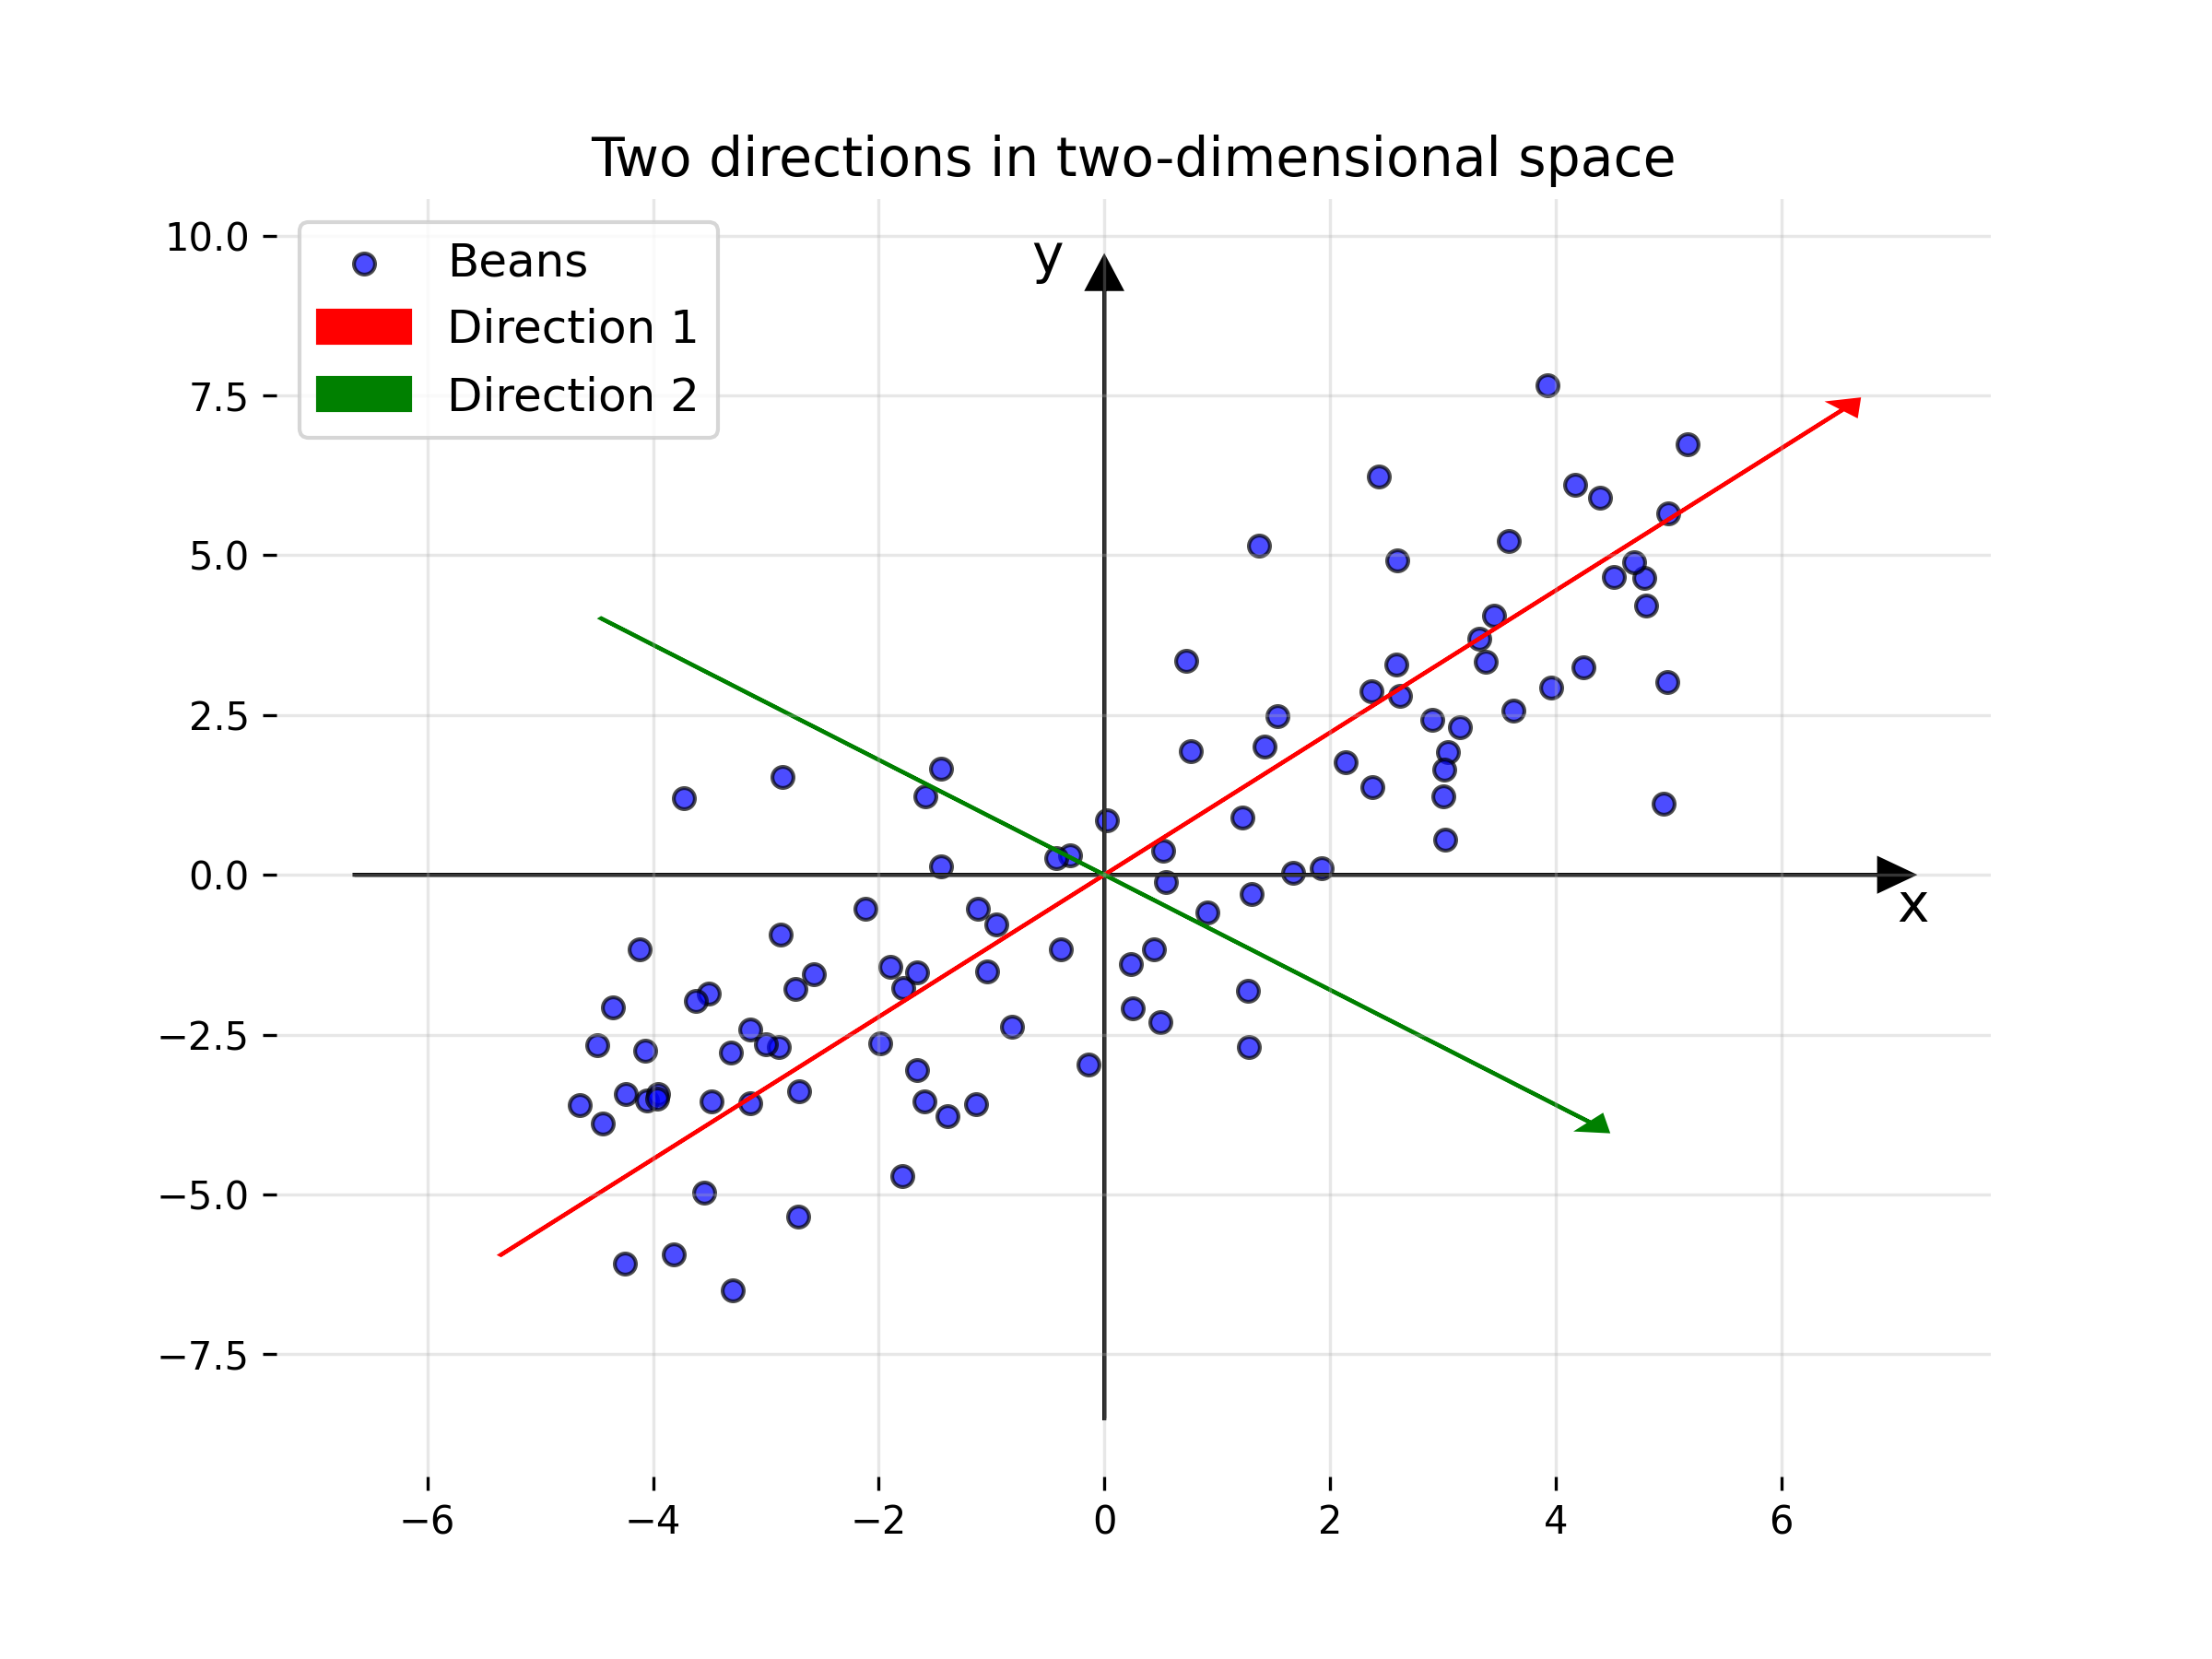 Two directions in two-dimensional space
Beans
Direction 1
Direction 2
y
x
10.0
7.5
5.0
2.5
0.0
−2.5
−5.0
−7.5
−6
−4
−2
0
2
4
6